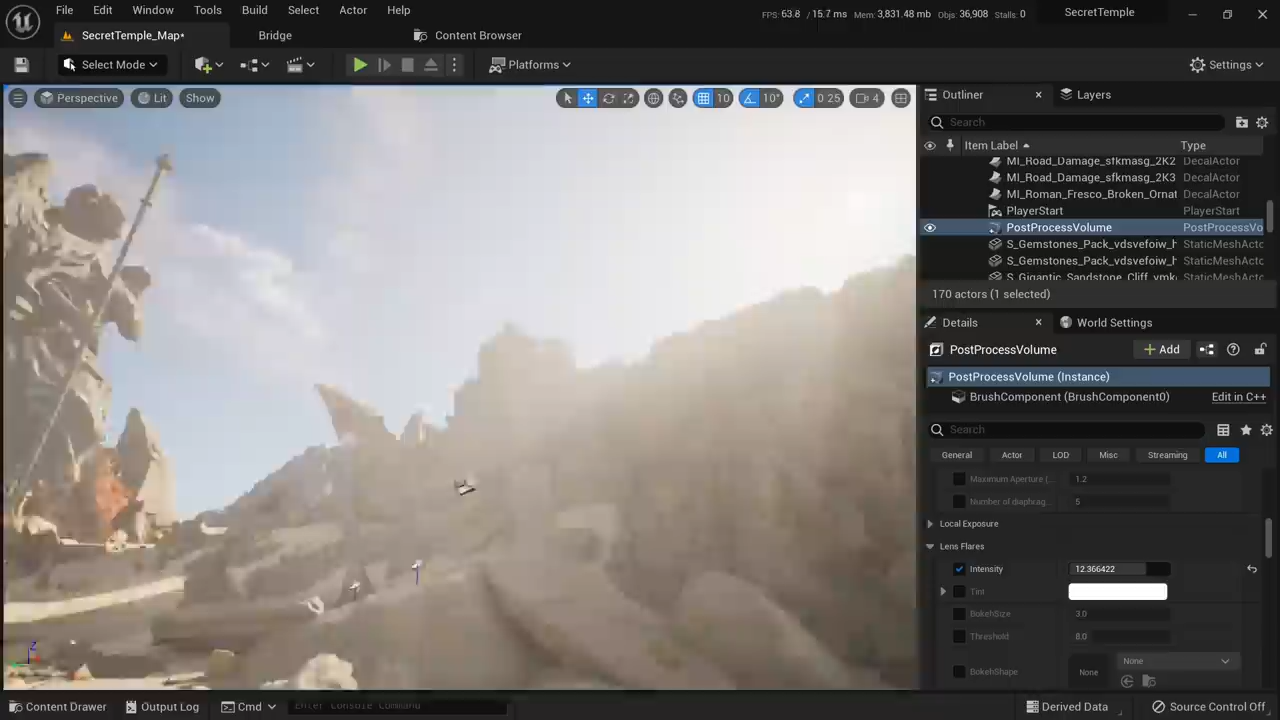 File Edit Window Tools Build Select Actor Help
FPS: 63.8 / 15.7 ms Mem: 3,831.48 mb Objs: 36,908 Stalls: 0
SecretTemple
SecretTemple_Map*
Bridge
Content Browser
Select Mode
Platforms
Settings
Perspective
Lit
Show
10
10°
0.25
4
Outliner
Layers
Search
Item Label
Type
MI_Road_Damage_sfkmasg_2K2 DecalActor
MI_Road_Damage_sfkmasg_2K3 DecalActor
MI_Roman_Fresco_Broken_Ornat DecalActor
PlayerStart PlayerStart
PostProcessVolume PostProcessVo
S_Gemstones_Pack_vdsvefoiw_h StaticMeshActo
S_Gemstones_Pack_vdsvefoiw_h StaticMeshActo
170 actors (1 selected)
Details
World Settings
PostProcessVolume
Add
PostProcessVolume (Instance)
BrushComponent (BrushComponent0) Edit in C++
Search
General Actor LOD Misc Streaming All
Maximum Aperture (... 1.2
Number of diaphrag... 5
Local Exposure
Lens Flares
Intensity 12.366422
Tint
BokehSize 3.0
Threshold 8.0
BokehShape None None
Content Drawer
Output Log
Cmd
Enter Console Command
Derived Data
Source Control Off
Z